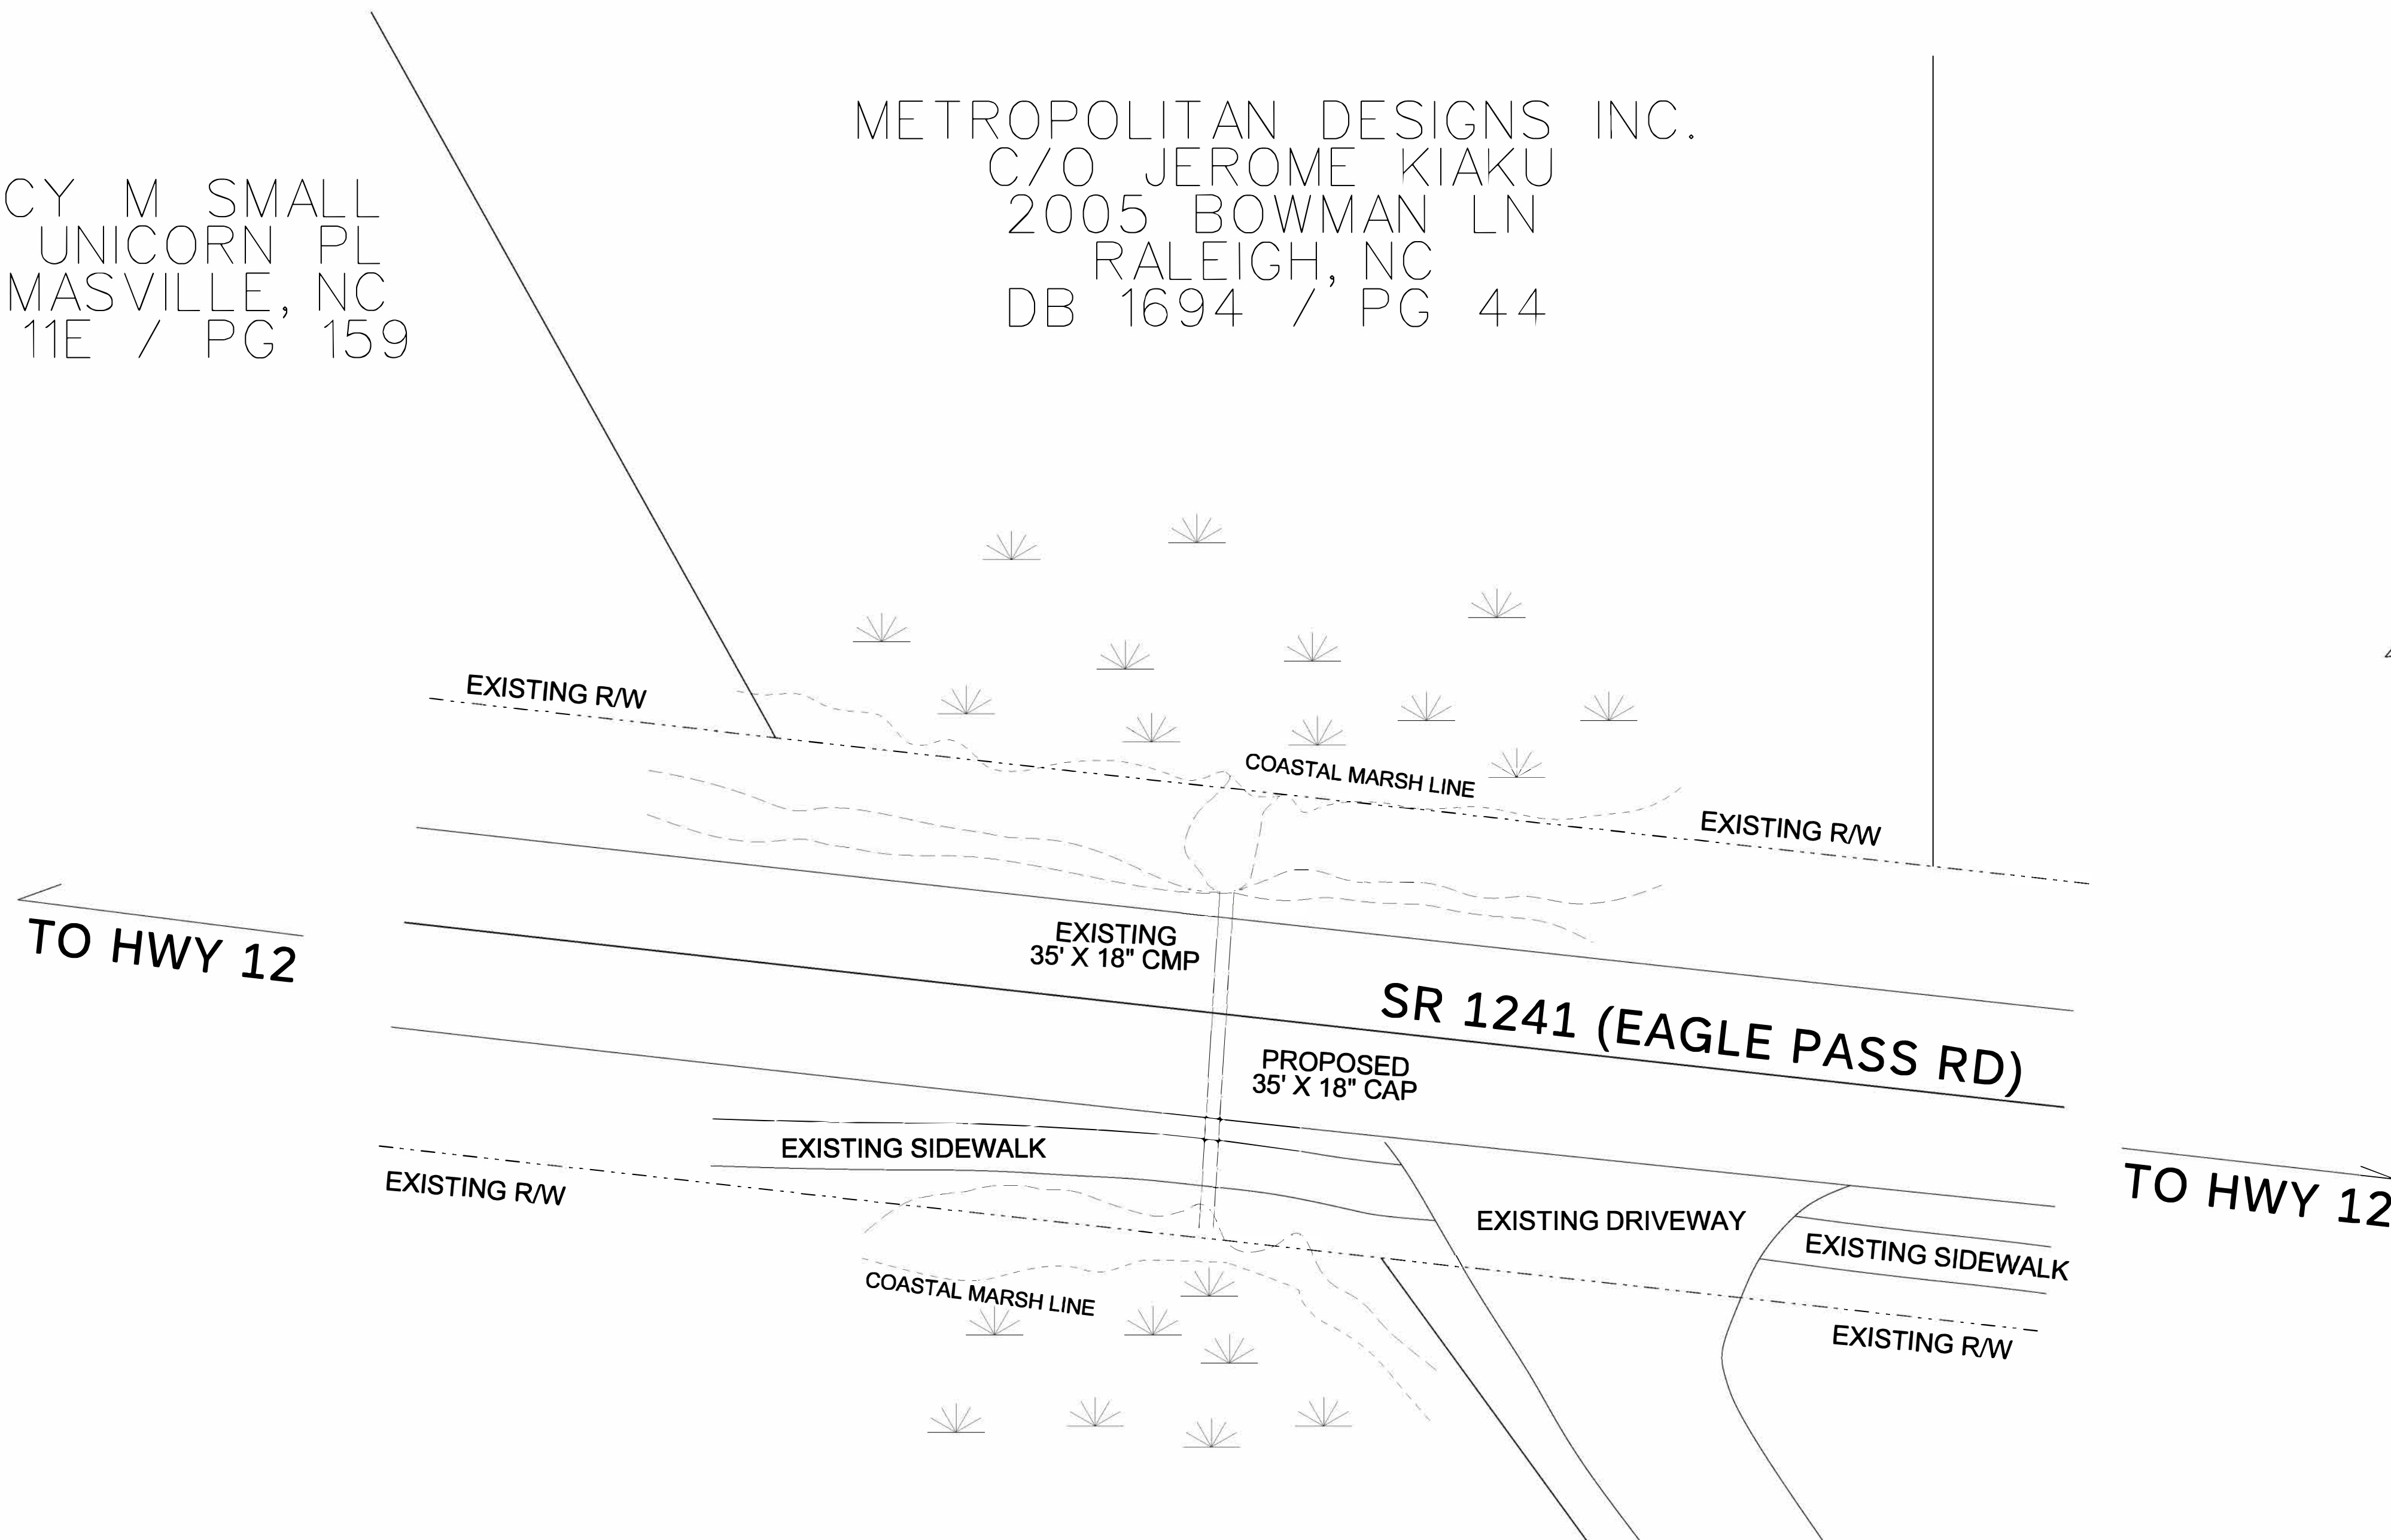 METROPOLITAN DESIGNS INC.
C/O JEROME KIAKU
2005 BOWMAN LN
RALEIGH, NC
DB 1694 / PG 44
CY M SMALL
UNICORN PL
MASVILLE, NC
11E / PG 159
EXISTING R/W
COASTAL MARSH LINE
EXISTING R/W
TO HWY 12
EXISTING
35' X 18" CMP
SR 1241 (EAGLE PASS RD)
PROPOSED
35' X 18" CAP
EXISTING SIDEWALK
EXISTING R/W
TO HWY 12
EXISTING DRIVEWAY
EXISTING SIDEWALK
COASTAL MARSH LINE
EXISTING R/W